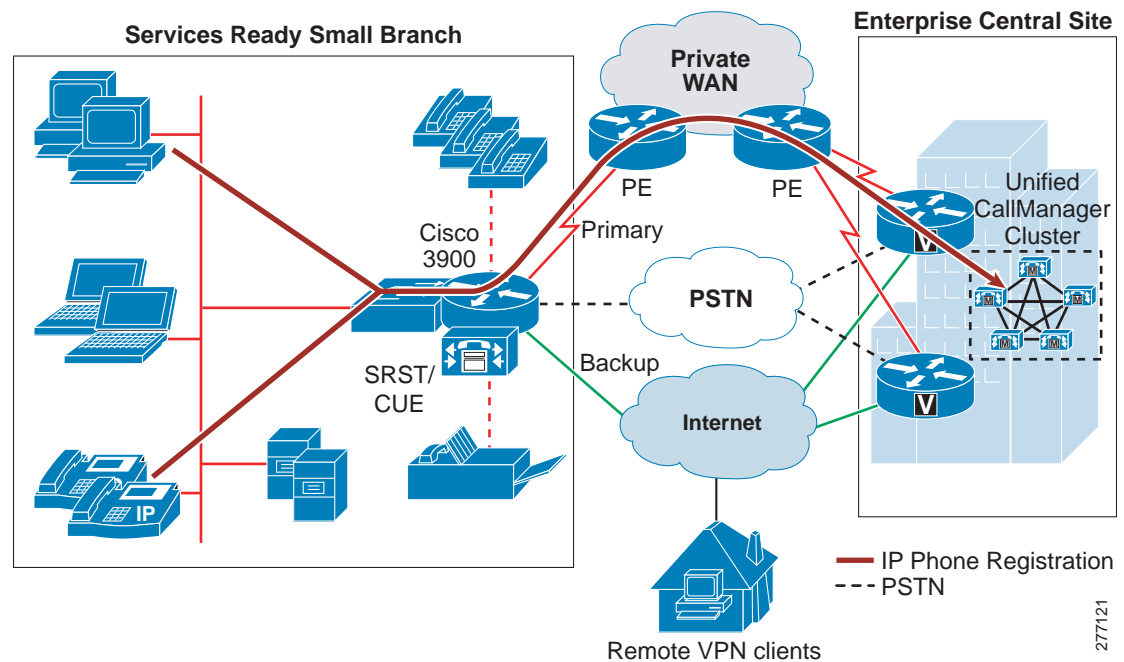 Services Ready Small Branch
Enterprise Central Site
Private
WAN
PE
PE
Unified
CallManager
Cluster
Cisco
3900
Primary
V
M
M
M
M
M
PSTN
Backup
SRST/
CUE
V
Internet
IP
IP Phone Registration
PSTN
Remote VPN clients
277121